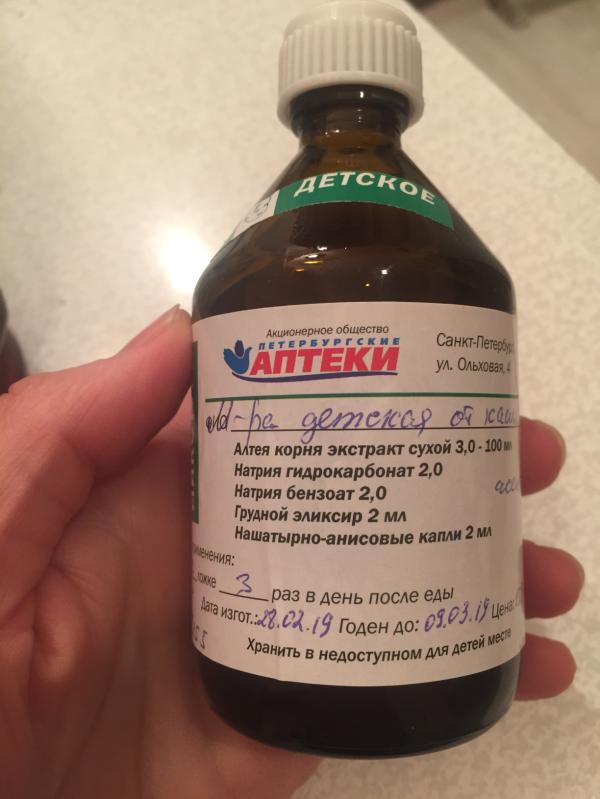 ДЕТСКОЕ
Акционерное общество
ПЕТЕРБУРГСКИЕ
АПТЕКИ
Санкт-Петербург
ул. Ольховая,
М-ра детская от каш
Алтея корня экстракт сухой 3,0 - 100 мл
Натрия гидрокарбонат 2,0
Натрия бензоат 2,0
Грудной эликсир 2 мл
Нашатырно-анисовые капли 2 мл
ложке 3 раз в день после еды
Дата изгот.: 28.02.19 Годен до: 09.03.19 Цена:
Хранить в недоступном для детей месте